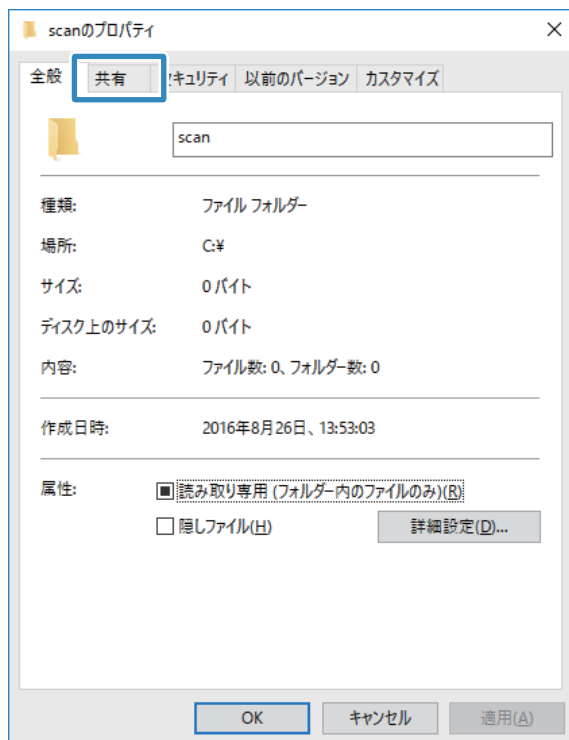 scanのプロパティ
全般 共有 キュリティ 以前のバージョン カスタマイズ
scan
種類: ファイル フォルダー
場所: C:¥
サイズ: 0 バイト
ディスク上のサイズ: 0 バイト
内容: ファイル数: 0、フォルダー数: 0
作成日時: 2016年8月26日、13:53:03
属性: 読み取り専用 (フォルダー内のファイルのみ)(R)
隠しファイル(H) 詳細設定(D)...
OK キャンセル 適用(A)